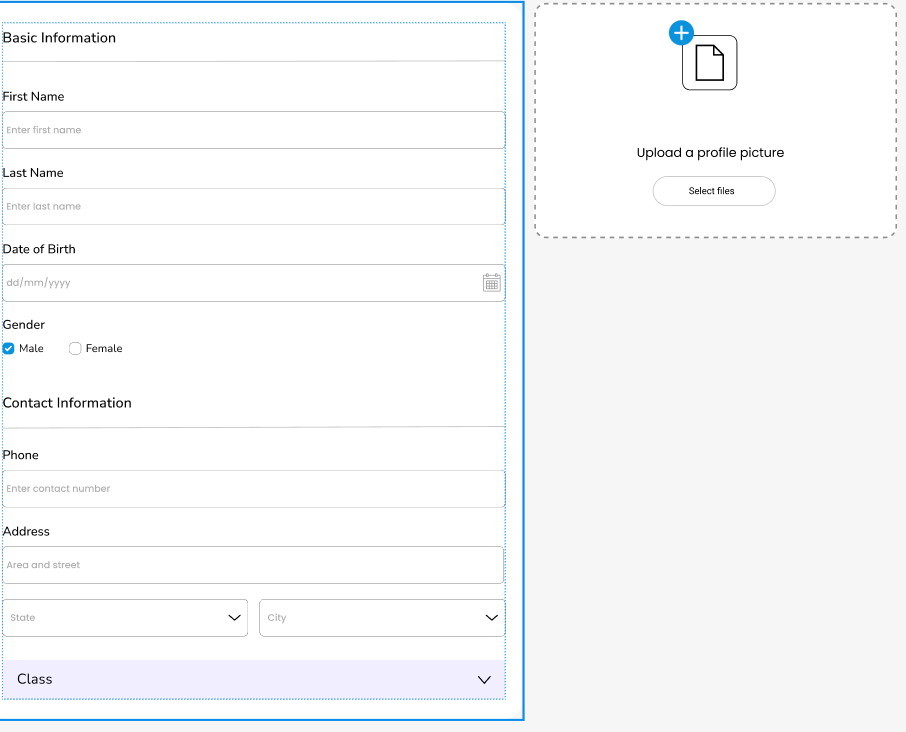 Basic Information
First Name
Enter first name
Last Name
Enter last name
Date of Birth
dd/mm/yyyy
Gender
Male Female
Contact Information
Phone
Enter contact number
Address
Area and street
State City
Class
Upload a profile picture
Select files